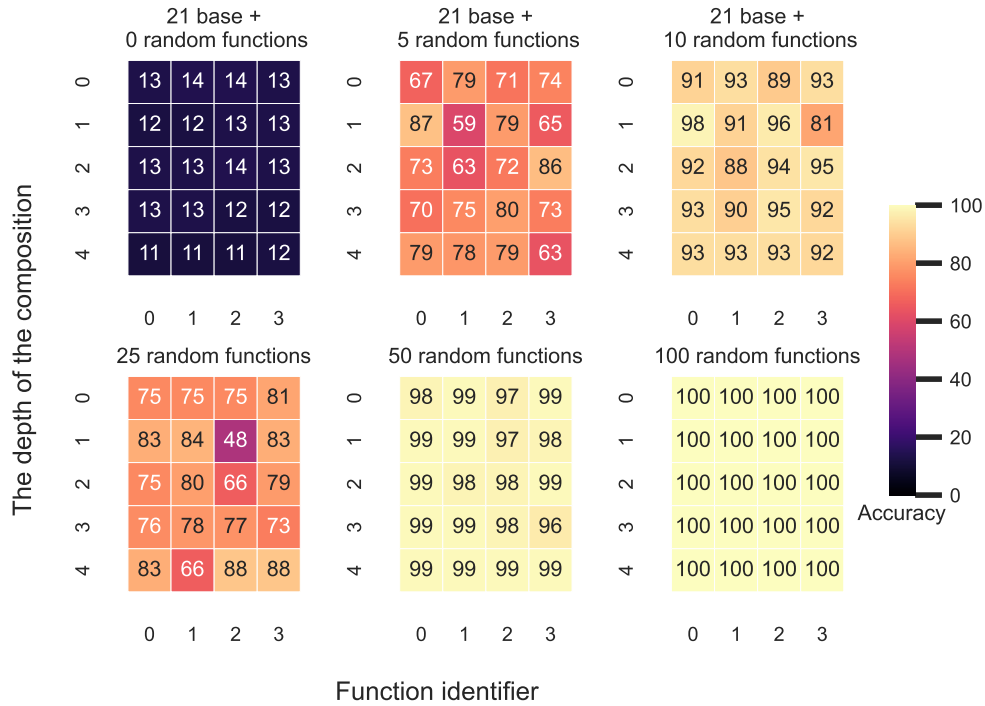 21 base +
0 random functions
21 base +
5 random functions
21 base +
10 random functions
0 13 14 14 13
1 12 12 13 13
2 13 13 14 13
3 13 13 12 12
4 11 11 11 12
0 1 2 3
0 67 79 71 74
1 87 59 79 65
2 73 63 72 86
3 70 75 80 73
4 79 78 79 63
0 1 2 3
0 91 93 89 93
1 98 91 96 81
2 92 88 94 95
3 93 90 95 92
4 93 93 93 92
0 1 2 3
25 random functions
50 random functions
100 random functions
0 75 75 75 81
1 83 84 48 83
2 75 80 66 79
3 76 78 77 73
4 83 66 88 88
0 1 2 3
0 98 99 97 99
1 99 99 97 98
2 99 98 98 99
3 99 99 98 96
4 99 99 99 99
0 1 2 3
0 100 100 100 100
1 100 100 100 100
2 100 100 100 100
3 100 100 100 100
4 100 100 100 100
0 1 2 3
100
80
60
40
20
0
Accuracy
The depth of the composition
Function identifier